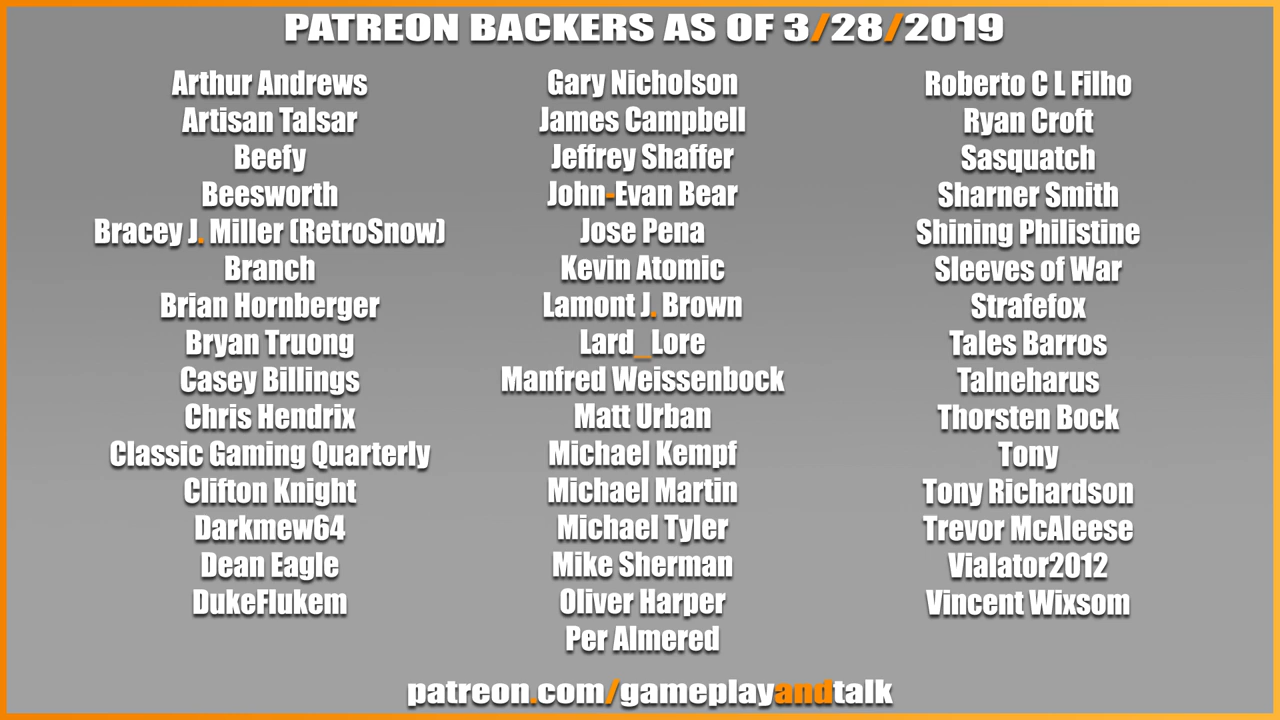 PATREON BACKERS AS OF 3/28/2019
Arthur Andrews
Artisan Talsar
Beefy
Beesworth
Bracey J. Miller (RetroSnow)
Branch
Brian Hornberger
Bryan Truong
Casey Billings
Chris Hendrix
Classic Gaming Quarterly
Clifton Knight
Darkmew64
Dean Eagle
DukeFlukem
Gary Nicholson
James Campbell
Jeffrey Shaffer
John-Evan Bear
Jose Pena
Kevin Atomic
Lamont J. Brown
Lard_Lore
Manfred Weissenbock
Matt Urban
Michael Kempf
Michael Martin
Michael Tyler
Mike Sherman
Oliver Harper
Per Almered
Roberto C L Filho
Ryan Croft
Sasquatch
Sharner Smith
Shining Philistine
Sleeves of War
Strafefox
Tales Barros
Talneharus
Thorsten Bock
Tony
Tony Richardson
Trevor McAleese
Vialator2012
Vincent Wixsom
patreon.com/gameplayandtalk